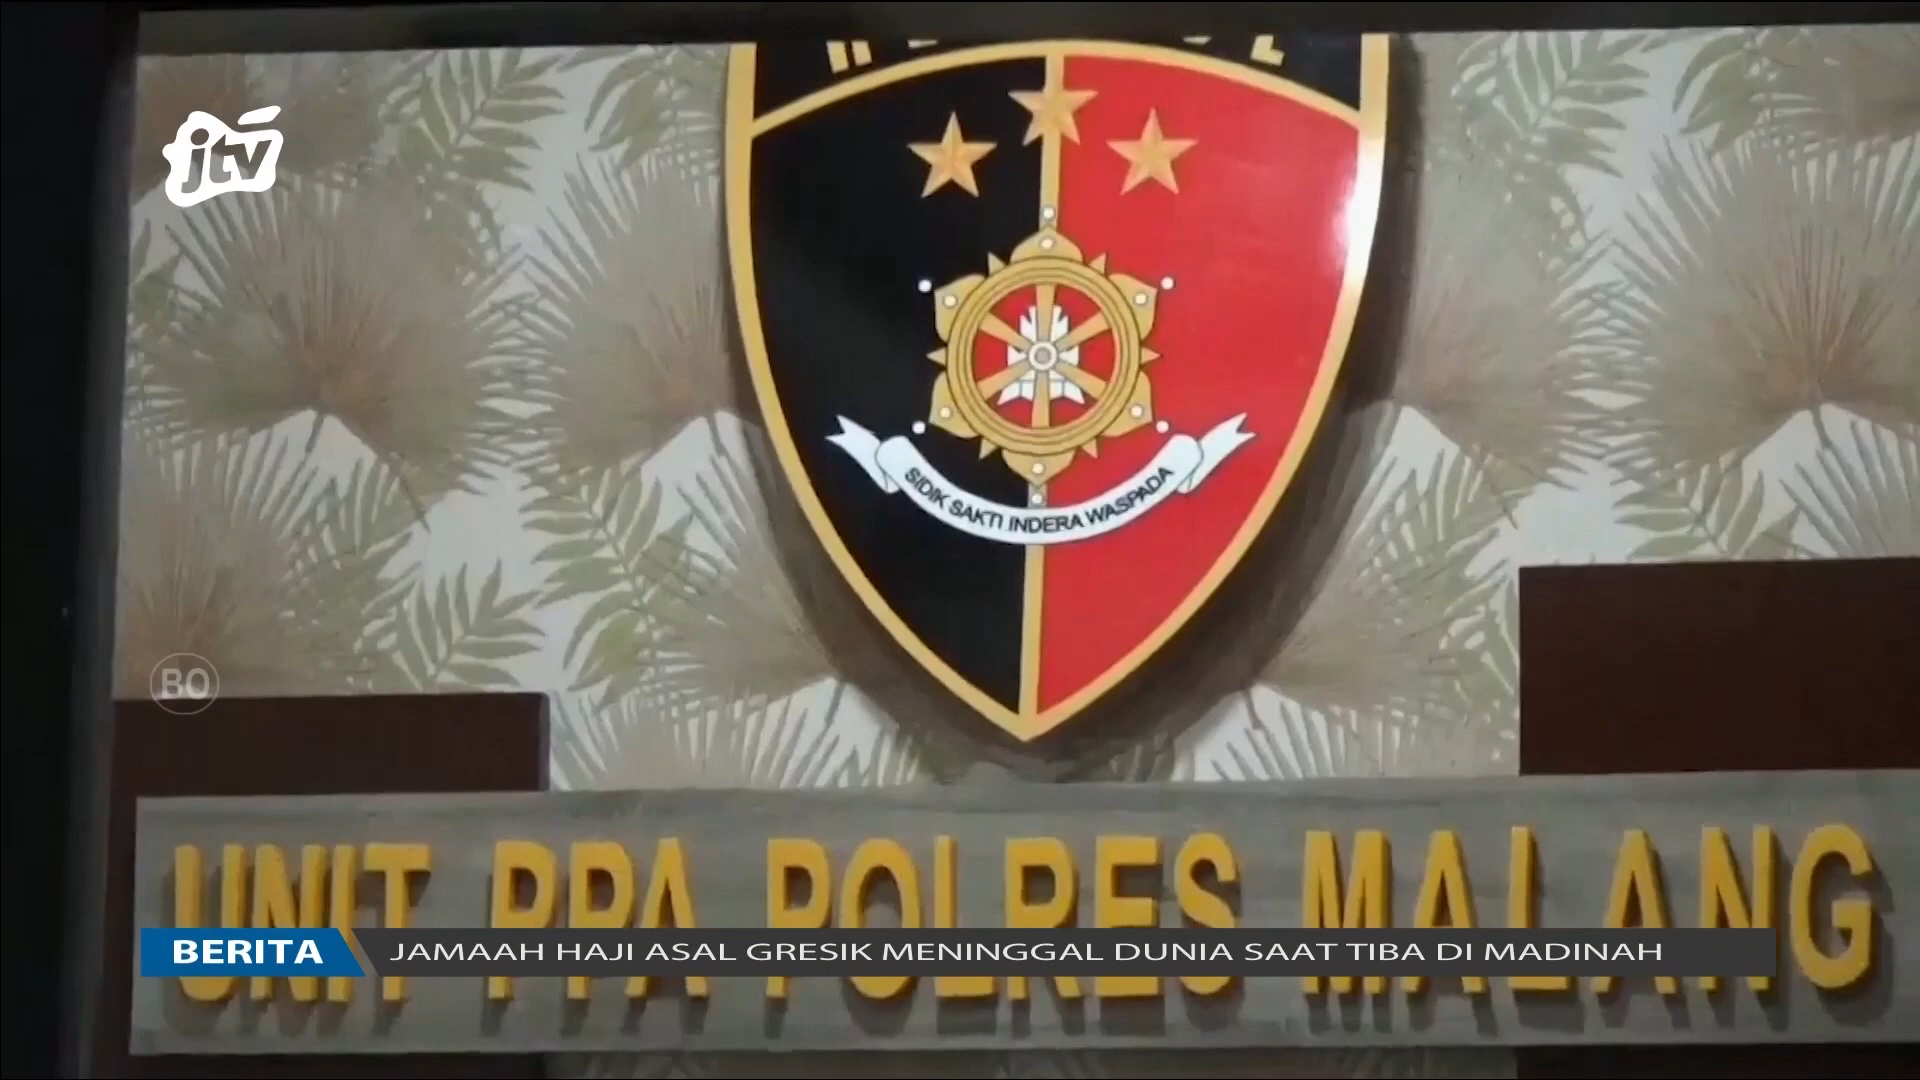 jtv
SIDIK SAKTI INDERA WASPADA
BO
UNIT PPA POLRES MALANG
BERITA
JAMAAH HAJI ASAL GRESIK MENINGGAL DUNIA SAAT TIBA DI MADINAH